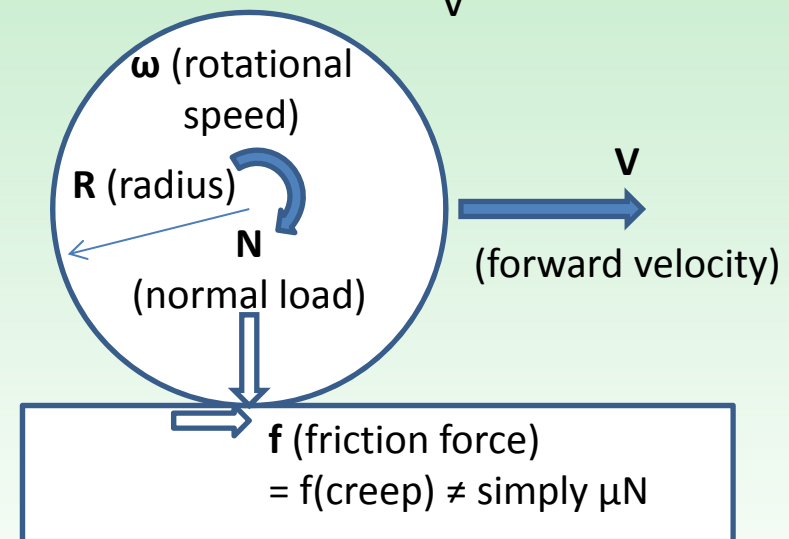 V
ω (rotational
speed)
V
R (radius)
N
(forward velocity)
(normal load)
f (friction force)
= f(creep) ≠ simply μN